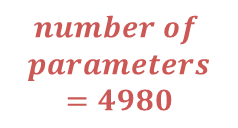 number of
parameters
= 4980